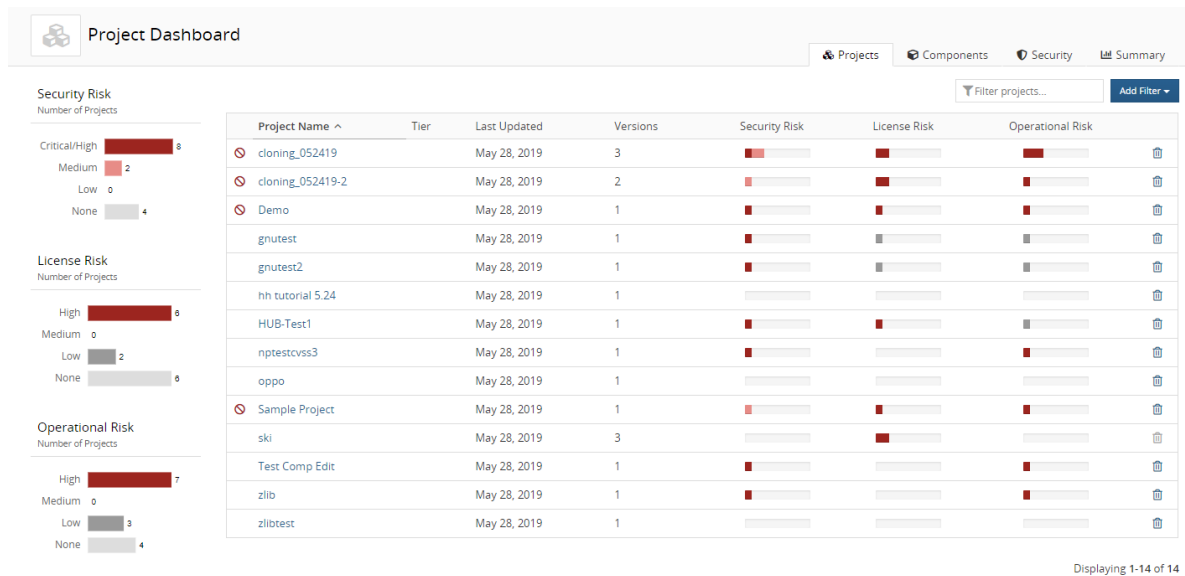 Project Dashboard
Projects Components Security Summary
Filter projects... Add Filter
Security Risk
Number of Projects
Critical/High 8
Medium 2
Low 0
None 4
License Risk
Number of Projects
High 6
Medium 0
Low 2
None 6
Operational Risk
Number of Projects
High 7
Medium 0
Low 3
None 4
Project Name Tier Last Updated Versions Security Risk License Risk Operational Risk
cloning_052419 May 28, 2019 3
cloning_052419-2 May 28, 2019 2
Demo May 28, 2019 1
gnutest May 28, 2019 1
gnutest2 May 28, 2019 1
hh tutorial 5.24 May 28, 2019 1
HUB-Test1 May 28, 2019 1
nptestcvss3 May 28, 2019 1
oppo May 28, 2019 1
Sample Project May 28, 2019 1
ski May 28, 2019 3
Test Comp Edit May 28, 2019 1
zlib May 28, 2019 1
zlibtest May 28, 2019 1
Displaying 1-14 of 14